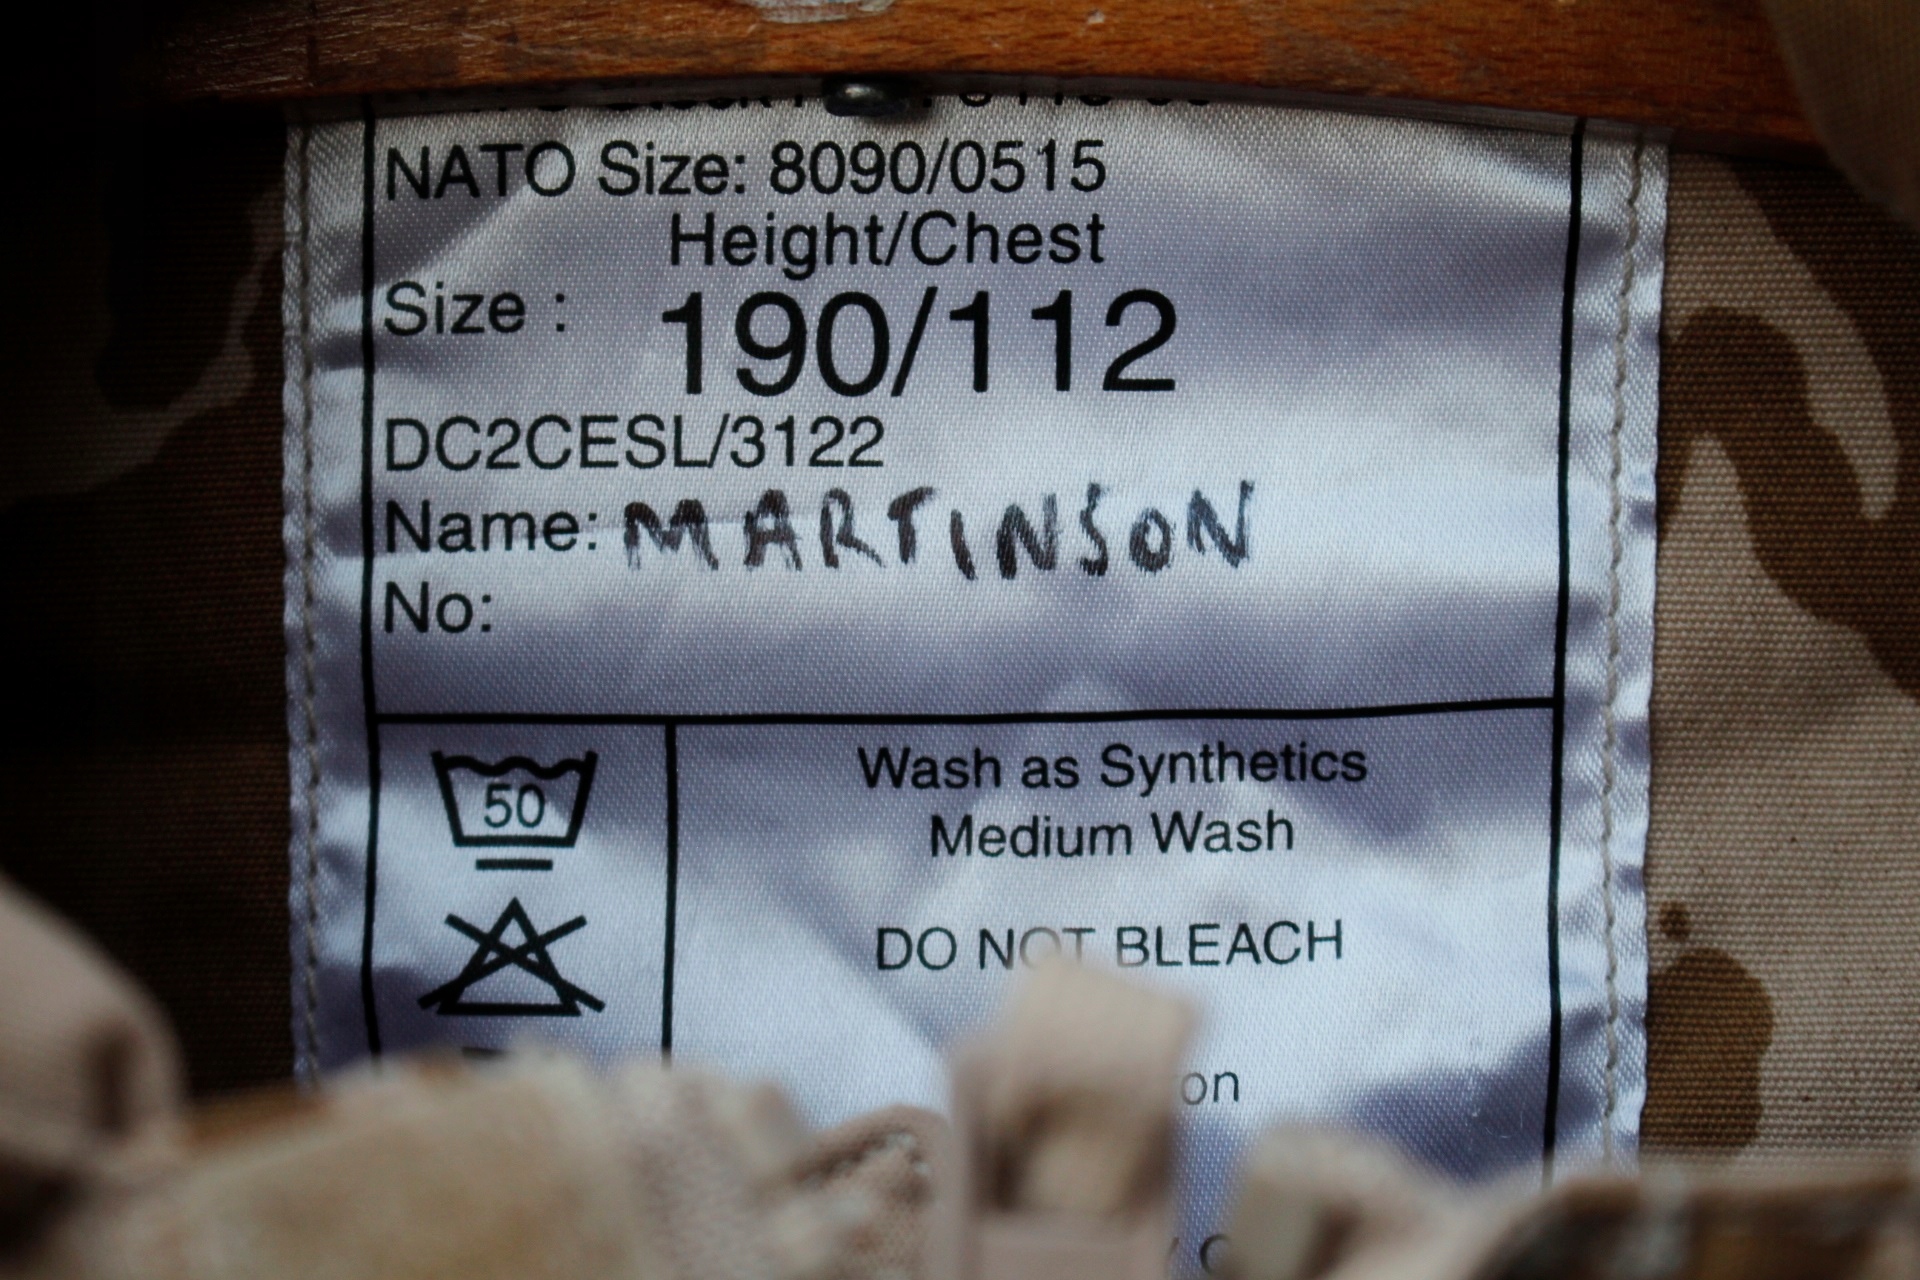 NATO Size: 8090/0515
Height/Chest
Size : 190/112
DC2CESL/3122
Name: MARTINSON
No:
50
Wash as Synthetics
Medium Wash
DO NOT BLEACH